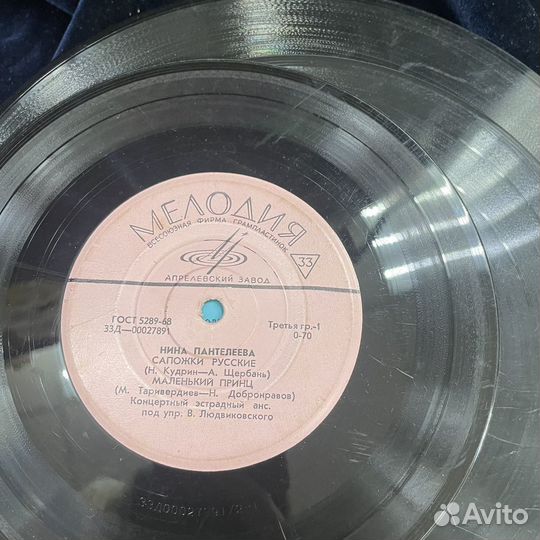 МЕЛОДИЯ
ВСЕСОЮЗНАЯ ФИРМА ГРАМПЛАСТИНОК
33
АПРЕЛЕВСКИЙ ЗАВОД
ГОСТ 5289-68
33Д—00027891
Третья гр.-1
0-70
НИНА ПАНТЕЛЕЕВА
САПОЖКИ РУССКИЕ
(Н. Кудрин—А. Щербань)
МАЛЕНЬКИЙ ПРИНЦ
(М. Таривердиев—Н. Добронравов)
Концертный эстрадный анс.
под упр. В. Людвиковского
Avito